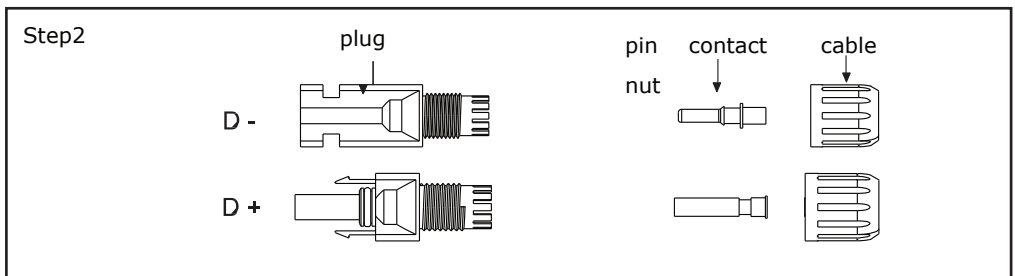 Step2
plug
pin contact cable
nut
D -
D +